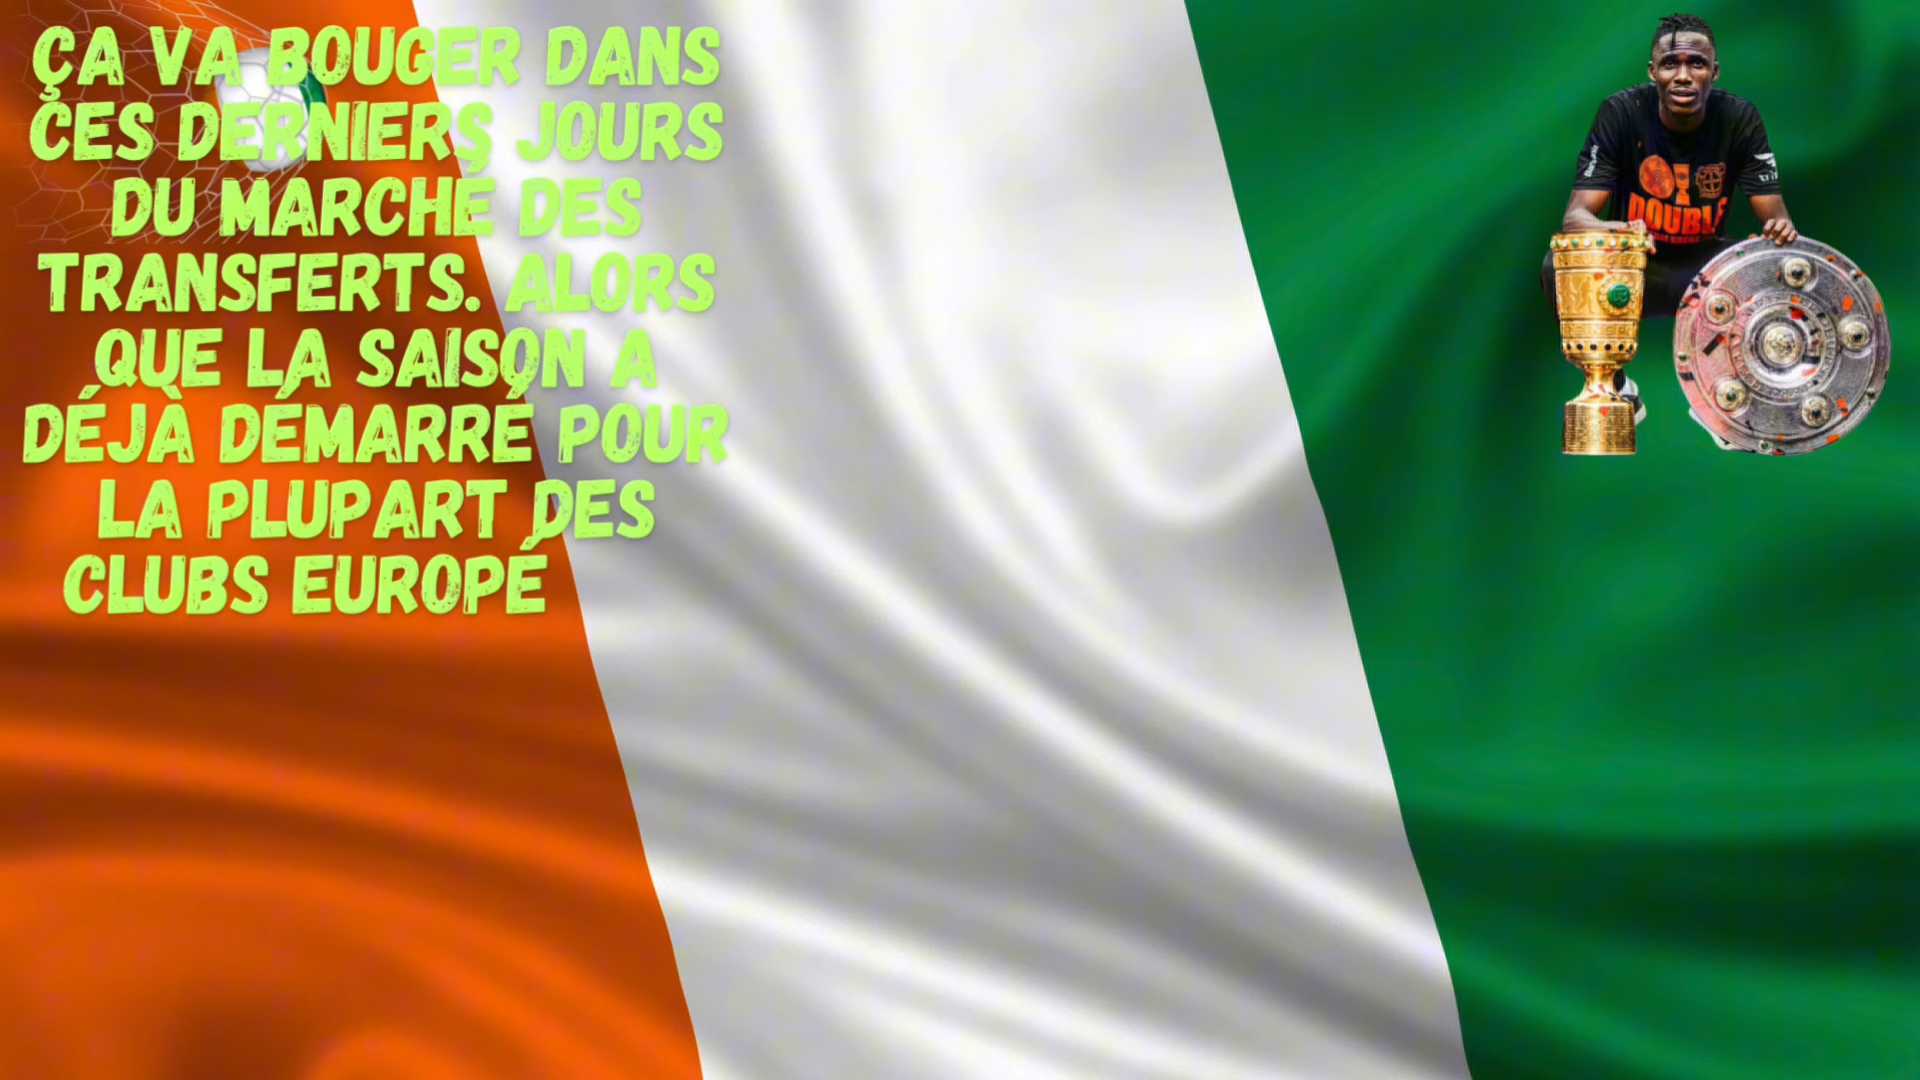 ÇA VA BOUGER DANS
CES DERNIERS JOURS
DU MARCHÉ DES
TRANSFERTS. ALORS
QUE LA SAISON A
DÉJÀ DÉMARRÉ POUR
LA PLUPART DES
CLUBS EUROPÉ
DOUBLE